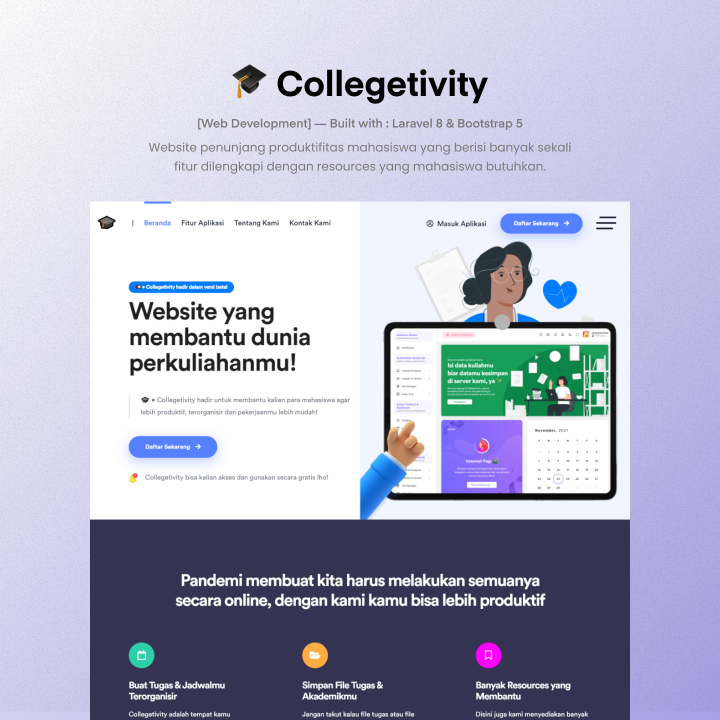 Collegetivity
[Web Development] — Built with : Laravel 8 & Bootstrap 5
Website penunjang produktifitas mahasiswa yang berisi banyak sekali
fitur dilengkapi dengan resources yang mahasiswa butuhkan.
| Beranda Fitur Aplikasi Tentang Kami Kontak Kami
Masuk Aplikasi
Daftar Sekarang →
Collegetivity hadir dalam versi beta!
Website yang
membantu dunia
perkuliahanmu!
Collegetivity hadir untuk membantu kalian para mahasiswa agar
lebih produktif, terorganisir dan pekerjaanmu lebih mudah!
Daftar Sekarang →
Collegetivity bisa kalian akses dan gunakan secara gratis lho!
Isi data kuliahmu
biar datamu kesimpan
di server kami, ya
Selamat Pagi
November, 2021
Pandemi membuat kita harus melakukan semuanya
secara online, dengan kami kamu bisa lebih produktif
Buat Tugas & Jadwalmu
Terorganisir
Collegetivity adalah tempat kamu
Simpan File Tugas &
Akademikmu
Jangan takut kalau file tugas atau file
Banyak Resources yang
Membantu
Disini juga kami menyediakan banyak